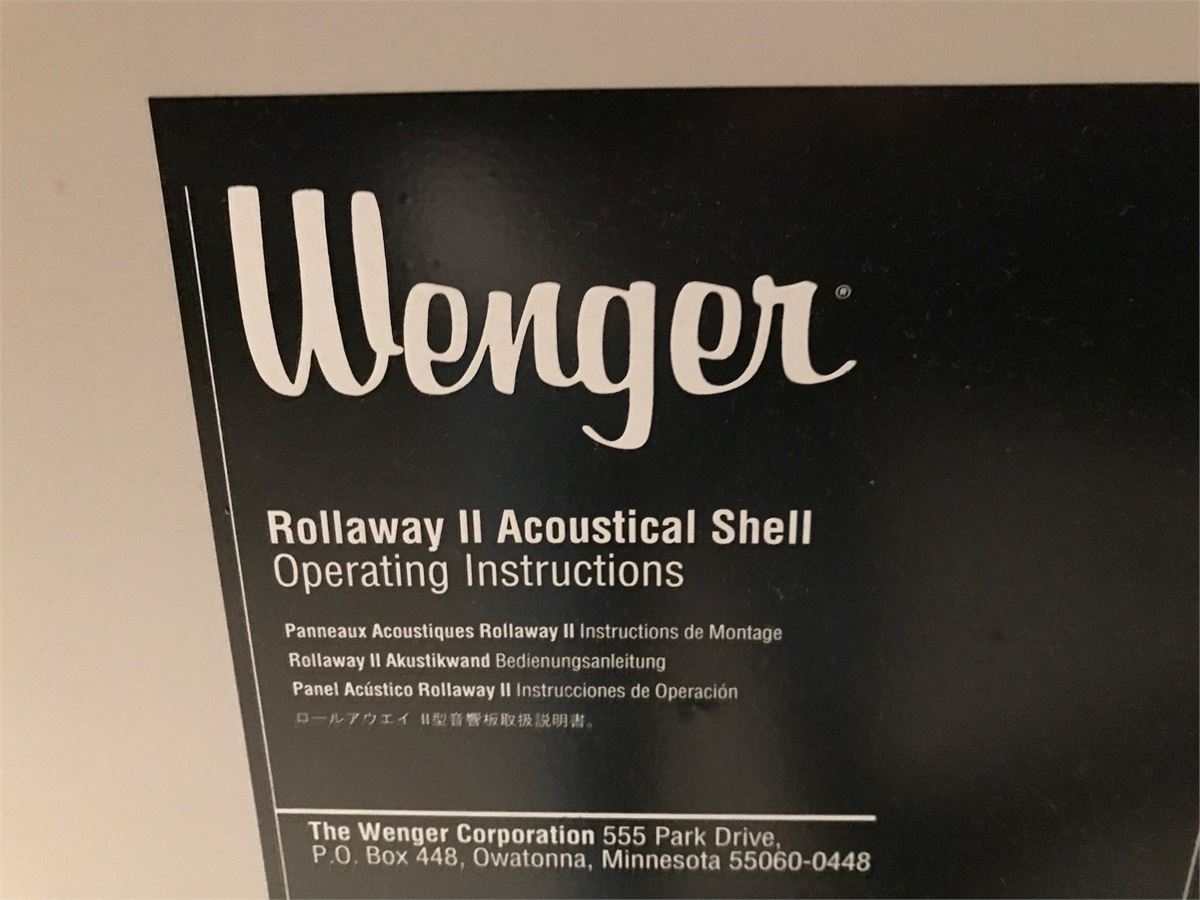 Wenger®
Rollaway II Acoustical Shell
Operating Instructions
Panneaux Acoustiques Rollaway II Instructions de Montage
Rollaway II Akustikwand Bedienungsanleitung
Panel Acústico Rollaway II Instrucciones de Operación
ロールアウエイ II型音響板取扱説明書。
The Wenger Corporation 555 Park Drive,
P.O. Box 448, Owatonna, Minnesota 55060-0448